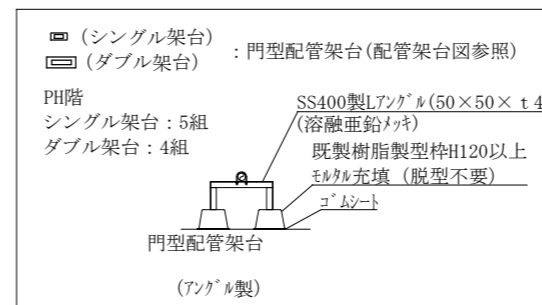 (シングル架台)
(ダブル架台)
:門型配管架台(配管架台図参照)
PH階
シングル架台:5組
ダブル架台:4組
SS400製Lアングル(50×50×t4
(溶融亜鉛メッキ)
既製樹脂製型枠H120以上
モルタル充填(脱型不要)
ゴムシート
門型配管架台
(アングル製)